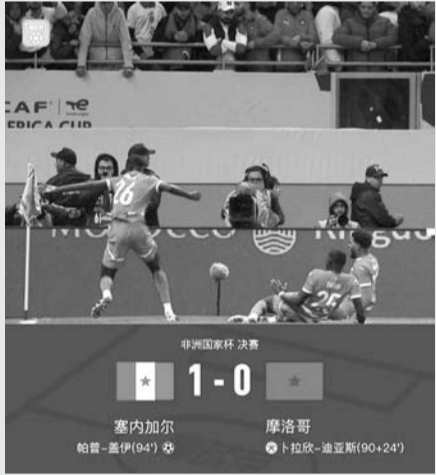 CAF
AFRICA CUP
26
MOROCCO
Kingdo
25
非洲国家杯 决赛
1 - 0
塞内加尔
摩洛哥
帕普-盖伊(94')
卜拉欣-迪亚斯(90+24')